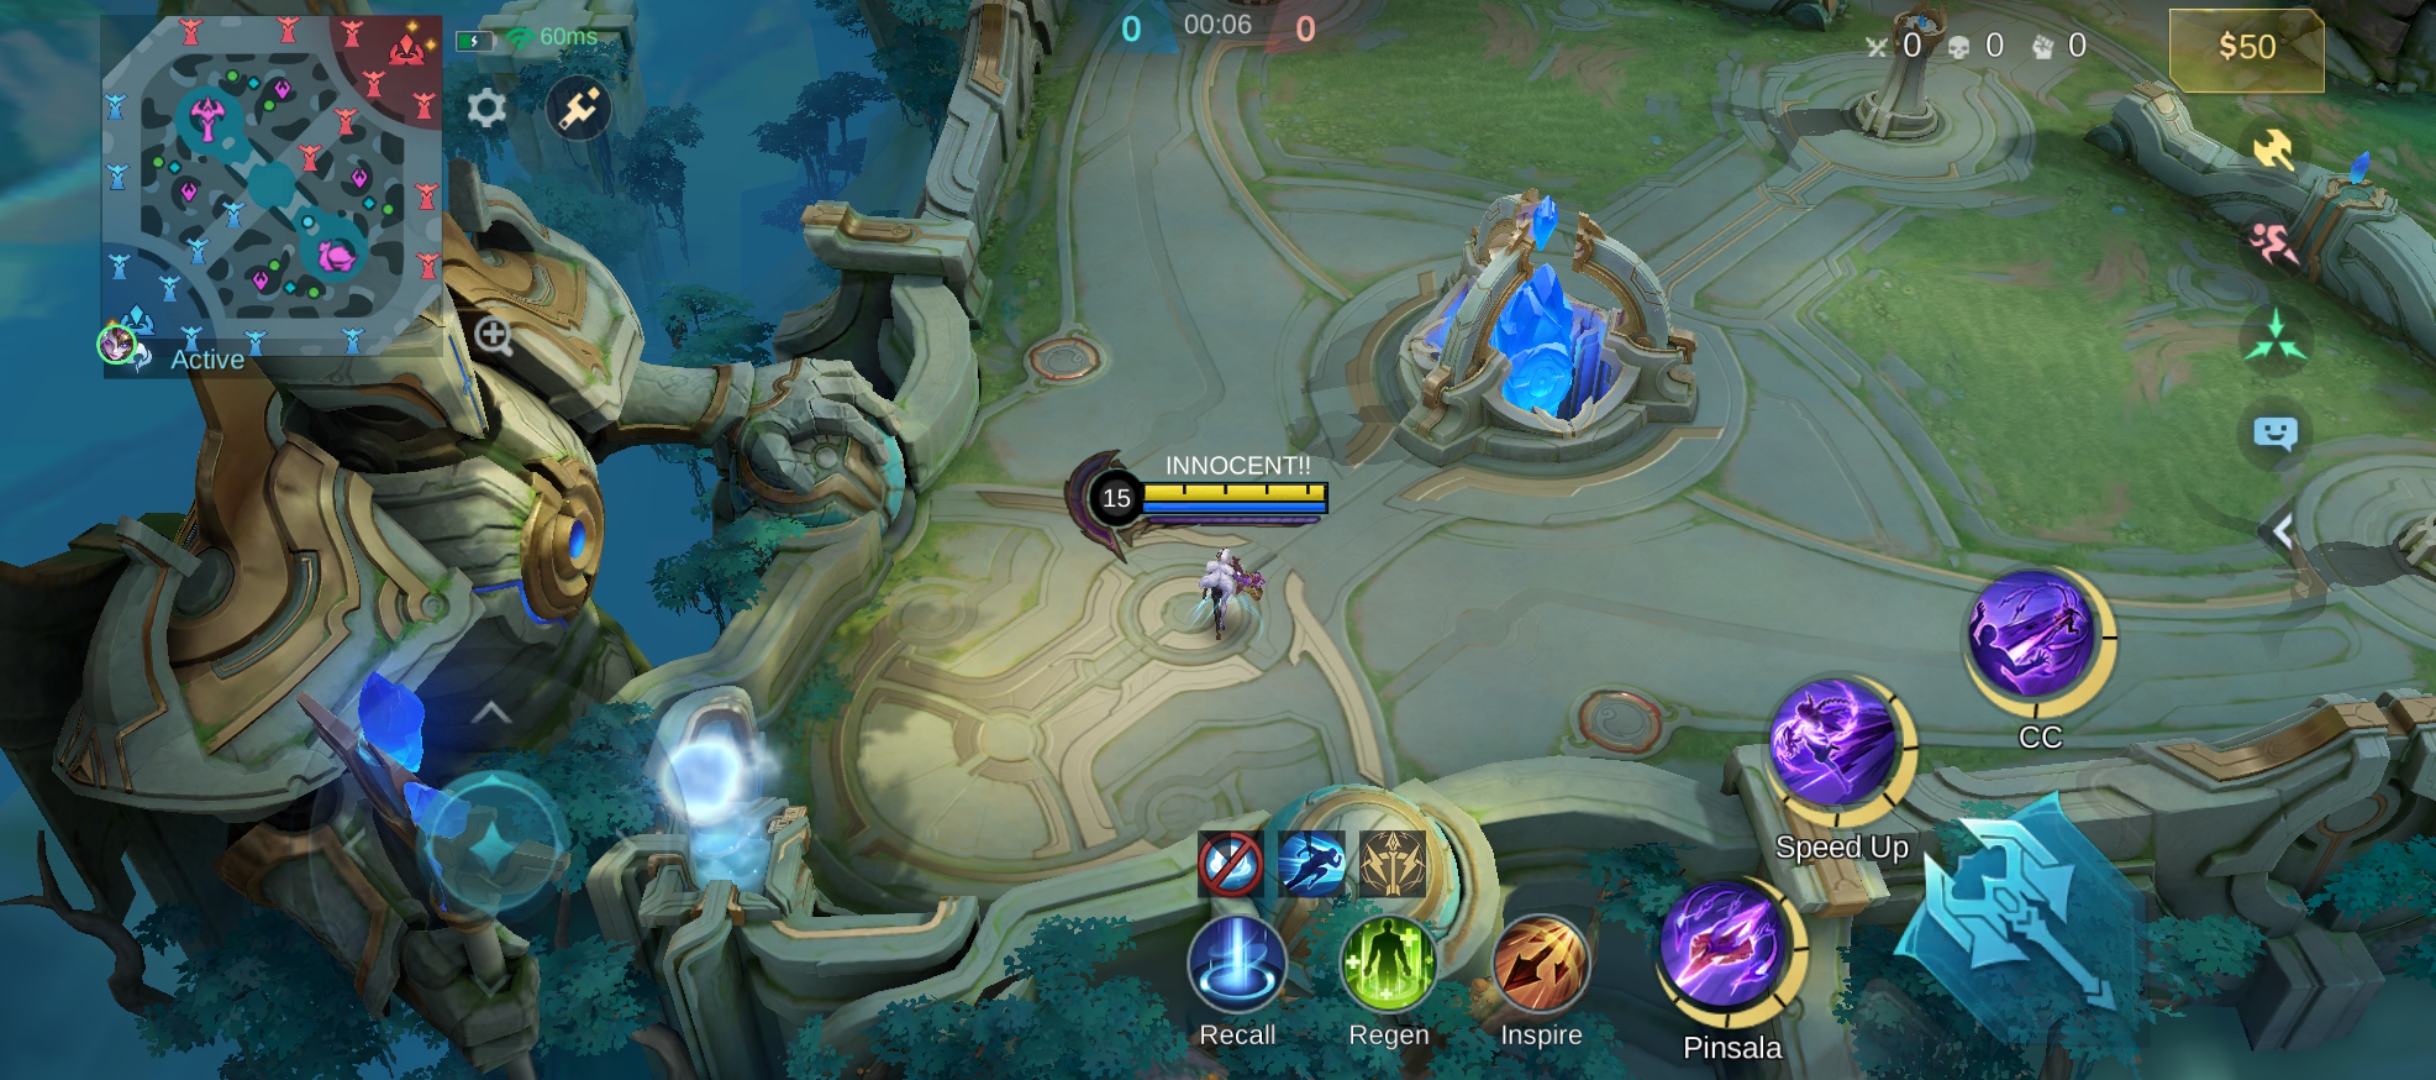 60ms
0 00:06 0
0 0 0
$50
Active
INNOCENT!!
15
CC
Speed Up
Recall
Regen
Inspire
Pinsala